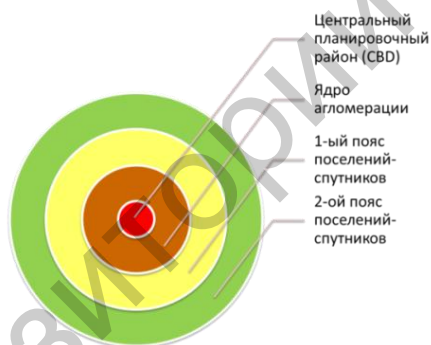 Центральный
планировочный
район (CBD)
Ядро
агломерации
1-ый пояс
поселений-
спутников
2-ой пояс
поселений-
спутников